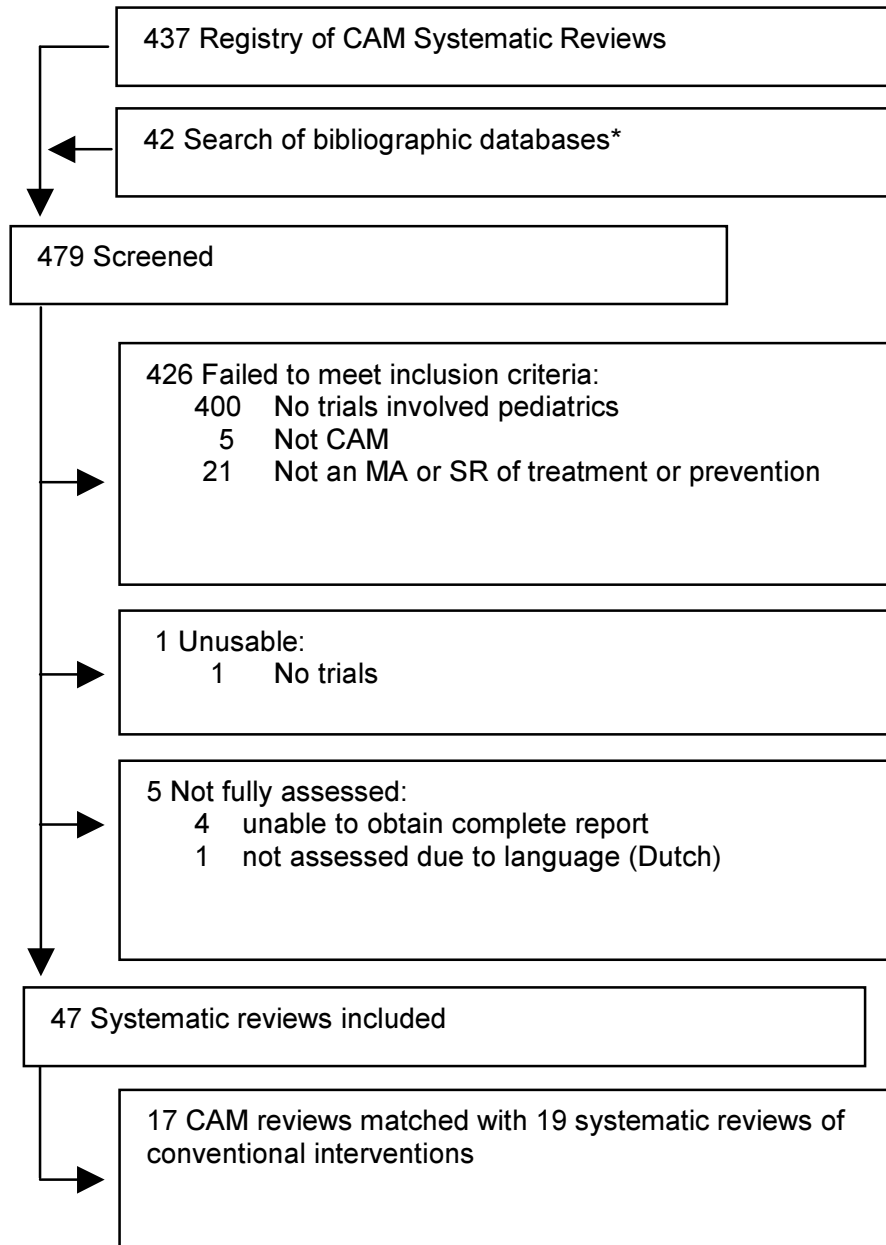 437 Registry of CAM Systematic Reviews
42 Search of bibliographic databases*
479 Screened
426 Failed to meet inclusion criteria:
400 No trials involved pediatrics
5 Not CAM
21 Not an MA or SR of treatment or prevention
1 Unusable:
1 No trials
5 Not fully assessed:
4 unable to obtain complete report
1 not assessed due to language (Dutch)
47 Systematic reviews included
17 CAM reviews matched with 19 systematic reviews of
conventional interventions